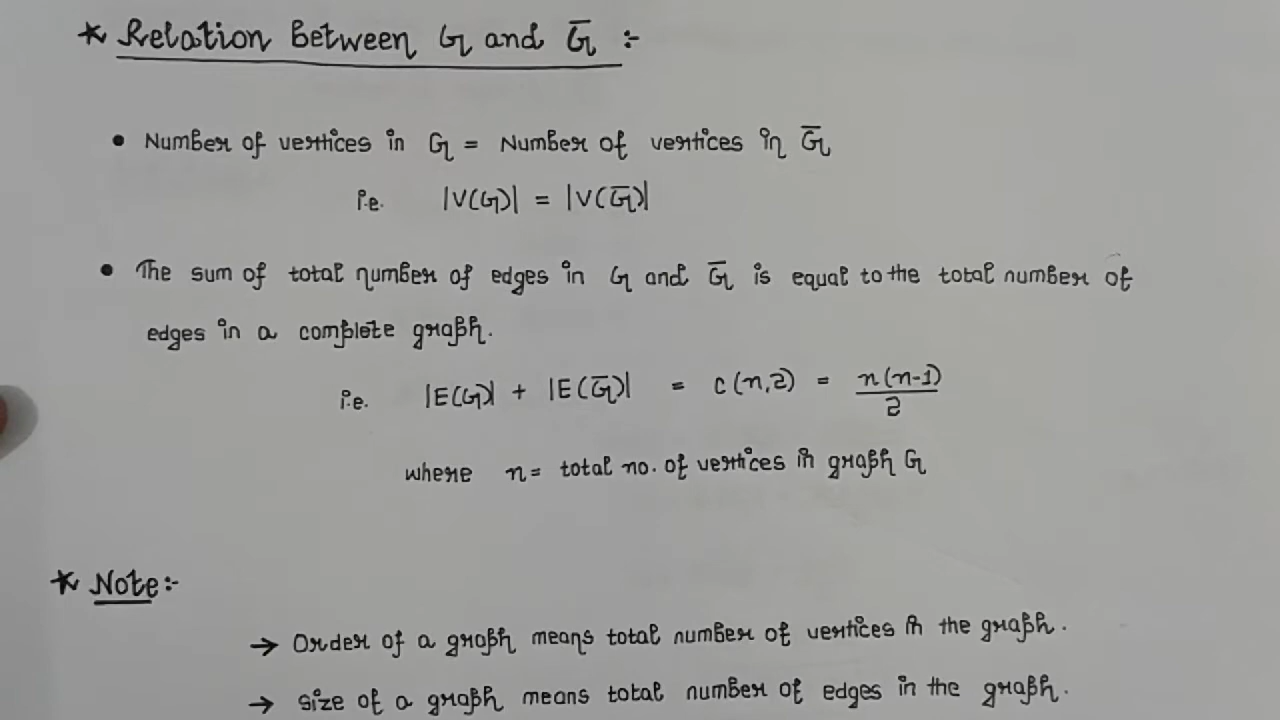 * Relation Between G and G̅ :-
• Number of vertices in G = Number of vertices in G̅
i.e. |V(G)| = |V(G̅)|
• The sum of total number of edges in G and G̅ is equal to the total number of
edges in a complete graph.
i.e. |E(G)| + |E(G̅)| = C(n,2) = n(n-1)/2
where n = total no. of vertices in graph G
* Note:-
→ Order of a graph means total number of vertices in the graph.
→ size of a graph means total number of edges in the graph.